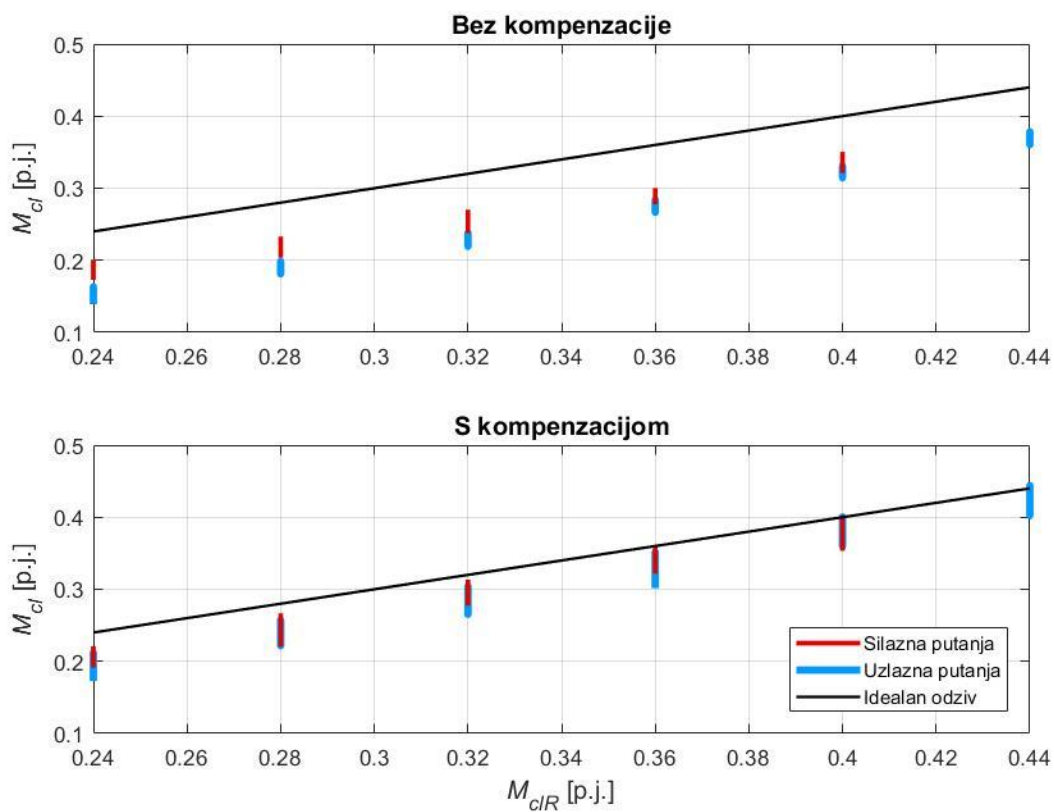 Bez kompenzacije
0.5
0.4
0.3
0.2
0.1
M_cl [p.j.]
0.24 0.26 0.28 0.3 0.32 0.34 0.36 0.38 0.4 0.42 0.44
S kompenzacijom
0.5
0.4
0.3
0.2
0.1
M_cl [p.j.]
Silazna putanja
Uzlazna putanja
Idealan odziv
0.24 0.26 0.28 0.3 0.32 0.34 0.36 0.38 0.4 0.42 0.44
M_clR [p.j.]